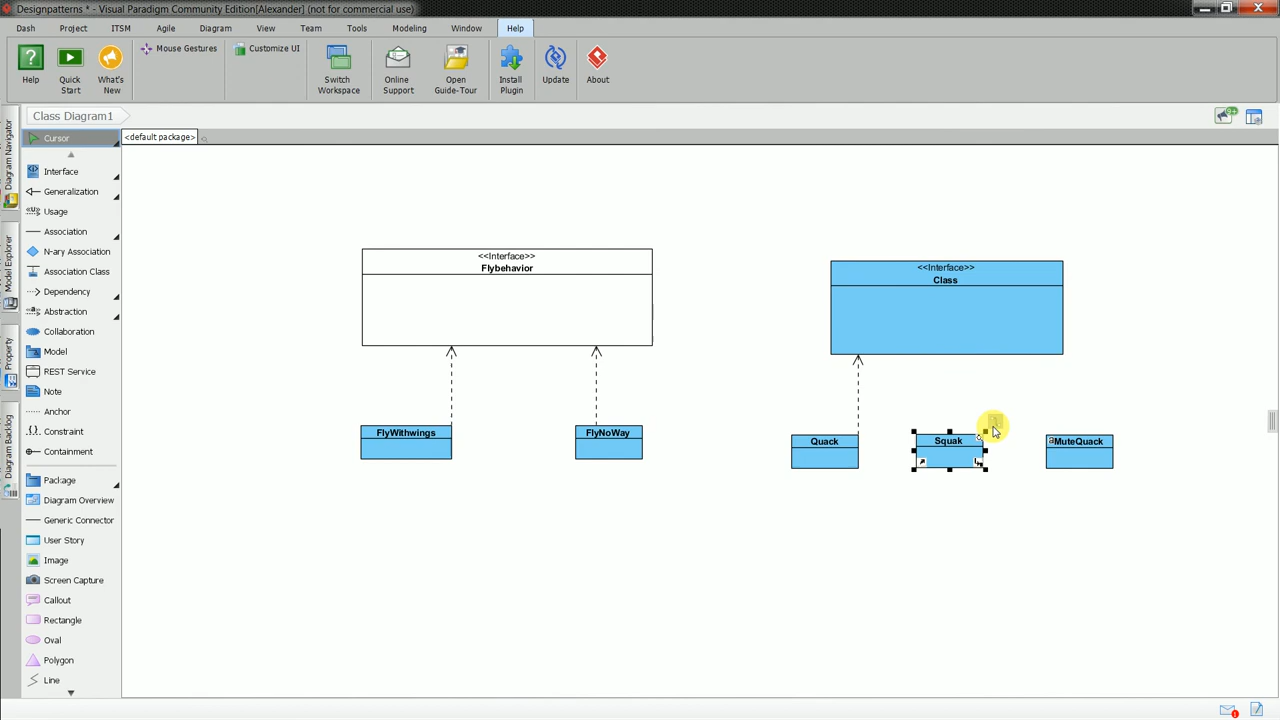 Designpatterns * - Visual Paradigm Community Edition[Alexander] (not for commercial use)
Dash Project ITSM Agile Diagram View Team Tools Modeling Window Help
Help
Quick Start
What's New
Mouse Gestures
Customize UI
Switch Workspace
Online Support
Open Guide-Tour
Install Plugin
Update
About
Class Diagram1
9+
Diagram Navigator
Model Explorer
Property
Diagram Backlog
Cursor
<default package>
Interface
Generalization
Usage
Association
N-ary Association
Association Class
Dependency
Abstraction
Collaboration
Model
REST Service
Note
Anchor
Constraint
Containment
Package
Diagram Overview
Generic Connector
User Story
Image
Screen Capture
Callout
Rectangle
Oval
Polygon
Line
<<Interface>>
Flybehavior
FlyWithwings
FlyNoWay
<<Interface>>
Class
Quack
Squak
MuteQuack